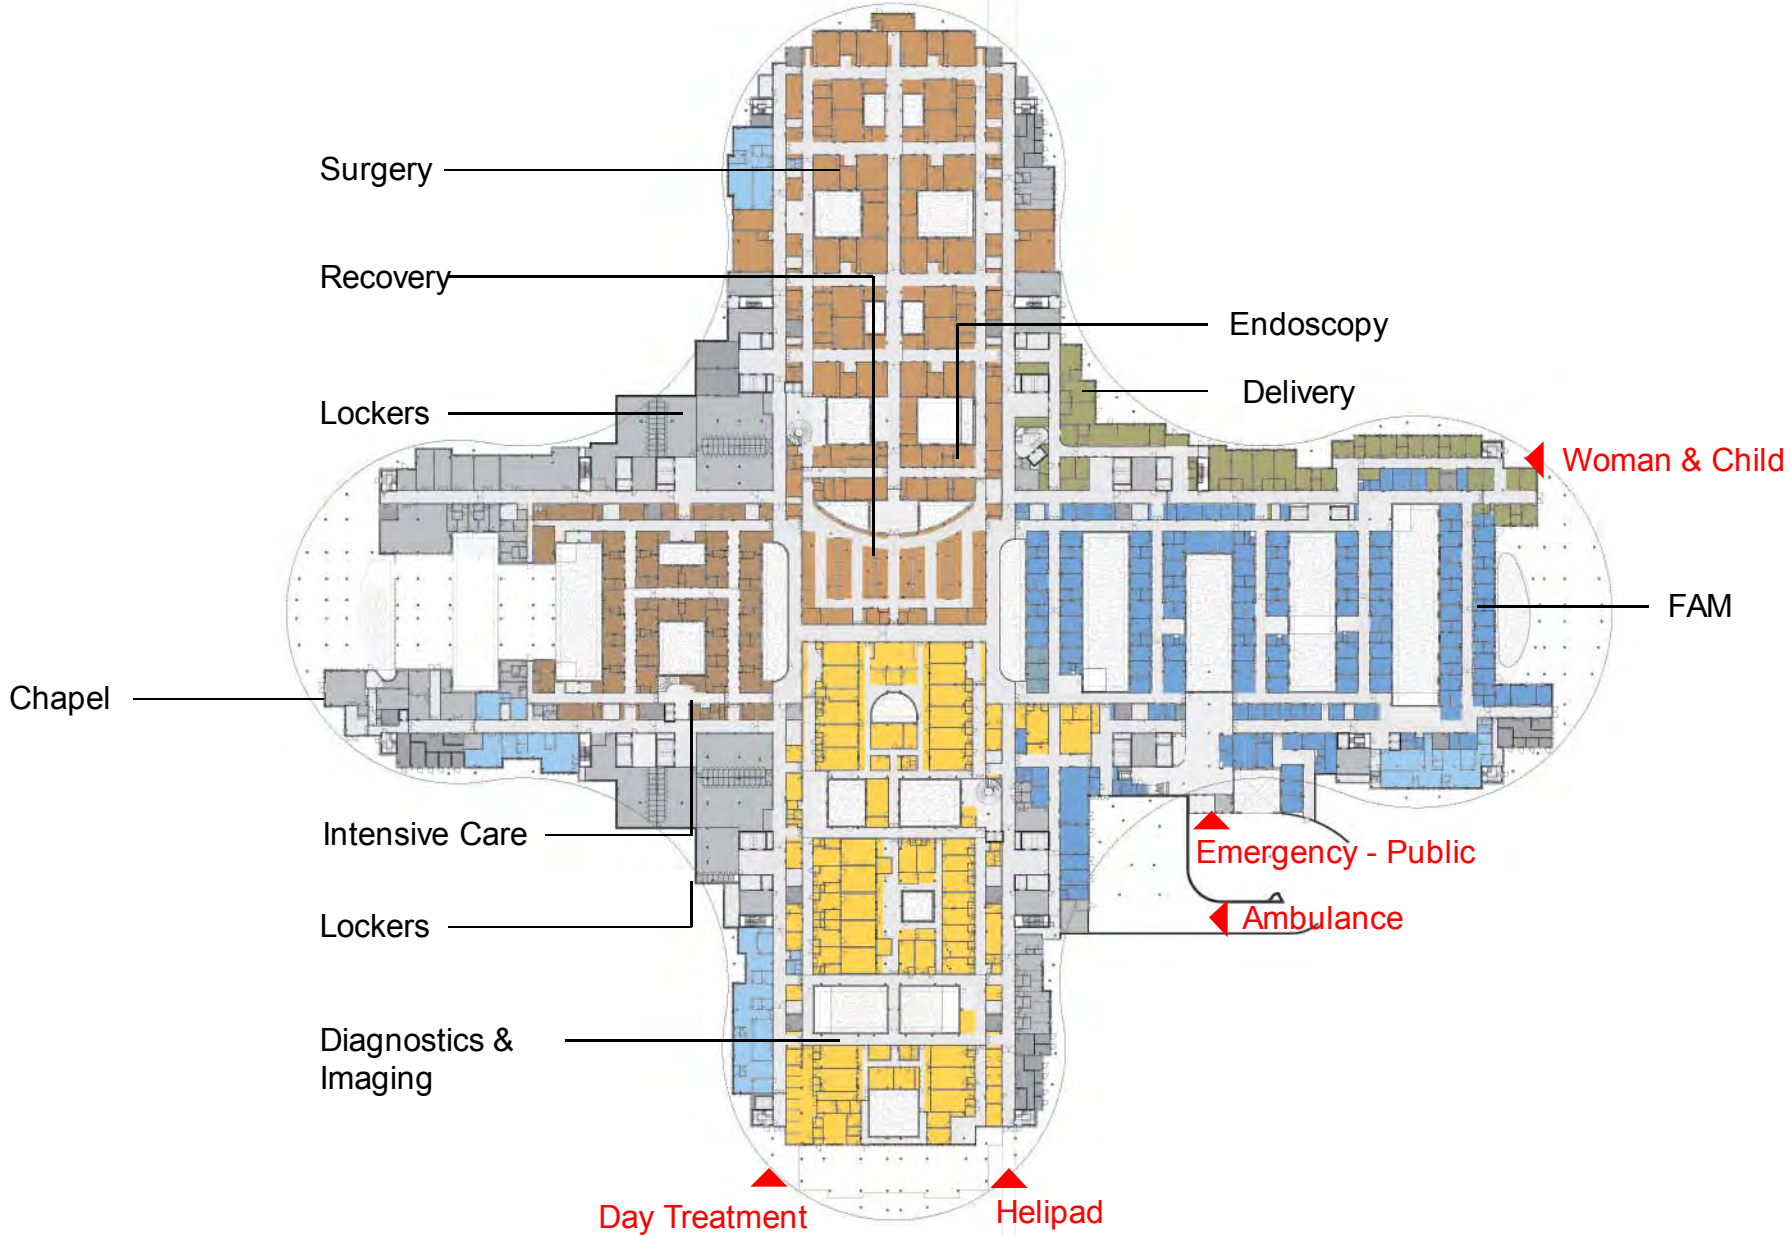 Surgery
Recovery
Endoscopy
Delivery
Lockers
Woman & Child
FAM
Chapel
Intensive Care
Emergency - Public
Lockers
Ambulance
Diagnostics &
Imaging
Day Treatment
Helipad